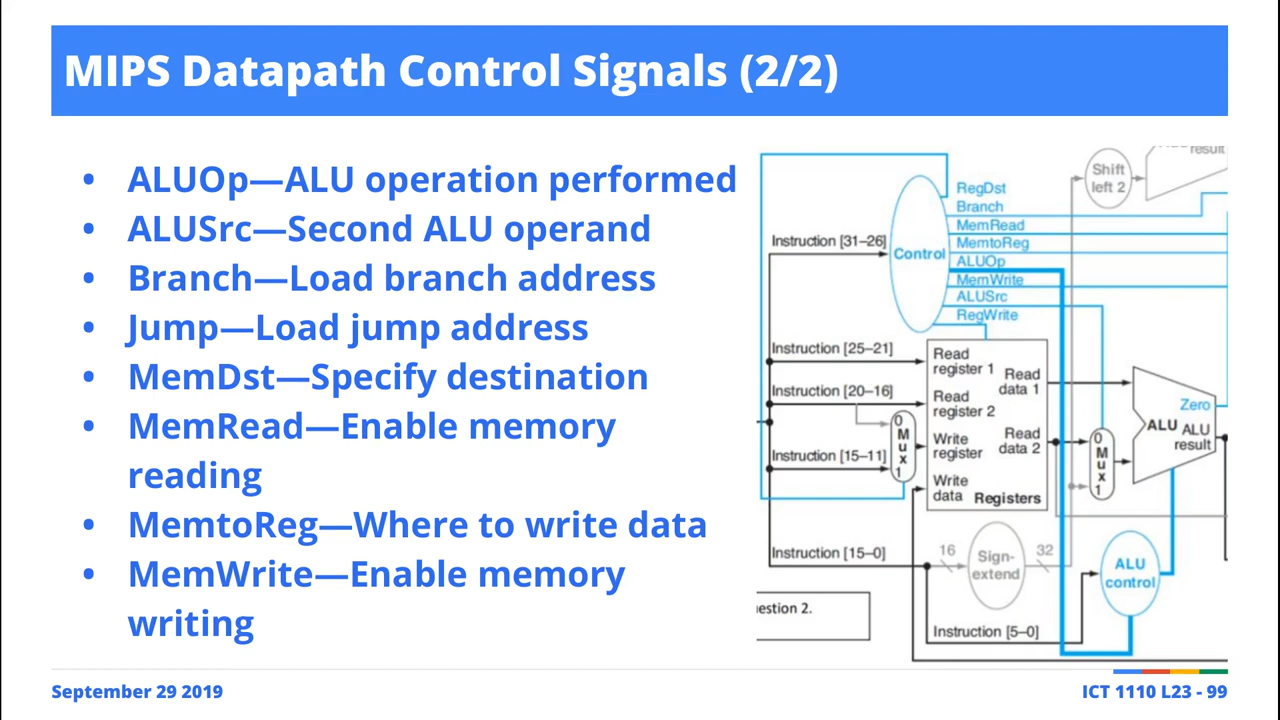 MIPS Datapath Control Signals (2/2)
• ALUOp—ALU operation performed
• ALUSrc—Second ALU operand
• Branch—Load branch address
• Jump—Load jump address
• MemDst—Specify destination
• MemRead—Enable memory
reading
• MemtoReg—Where to write data
• MemWrite—Enable memory
writing
result
Shift
left 2
RegDst
Branch
MemRead
MemtoReg
ALUOp
MemWrite
ALUSrc
RegWrite
Instruction [31–26]
Control
Instruction [25–21]
Instruction [20–16]
Instruction [15–11]
0
M
u
x
1
Read
register 1
Read
register 2
Write
register
Write
data
Read
data 1
Read
data 2
Registers
0
M
u
x
1
Zero
ALU
ALU
result
Instruction [15–0]
16
Sign-
extend
32
ALU
control
Instruction [5–0]
estion 2.
September 29 2019
ICT 1110 L23 - 99